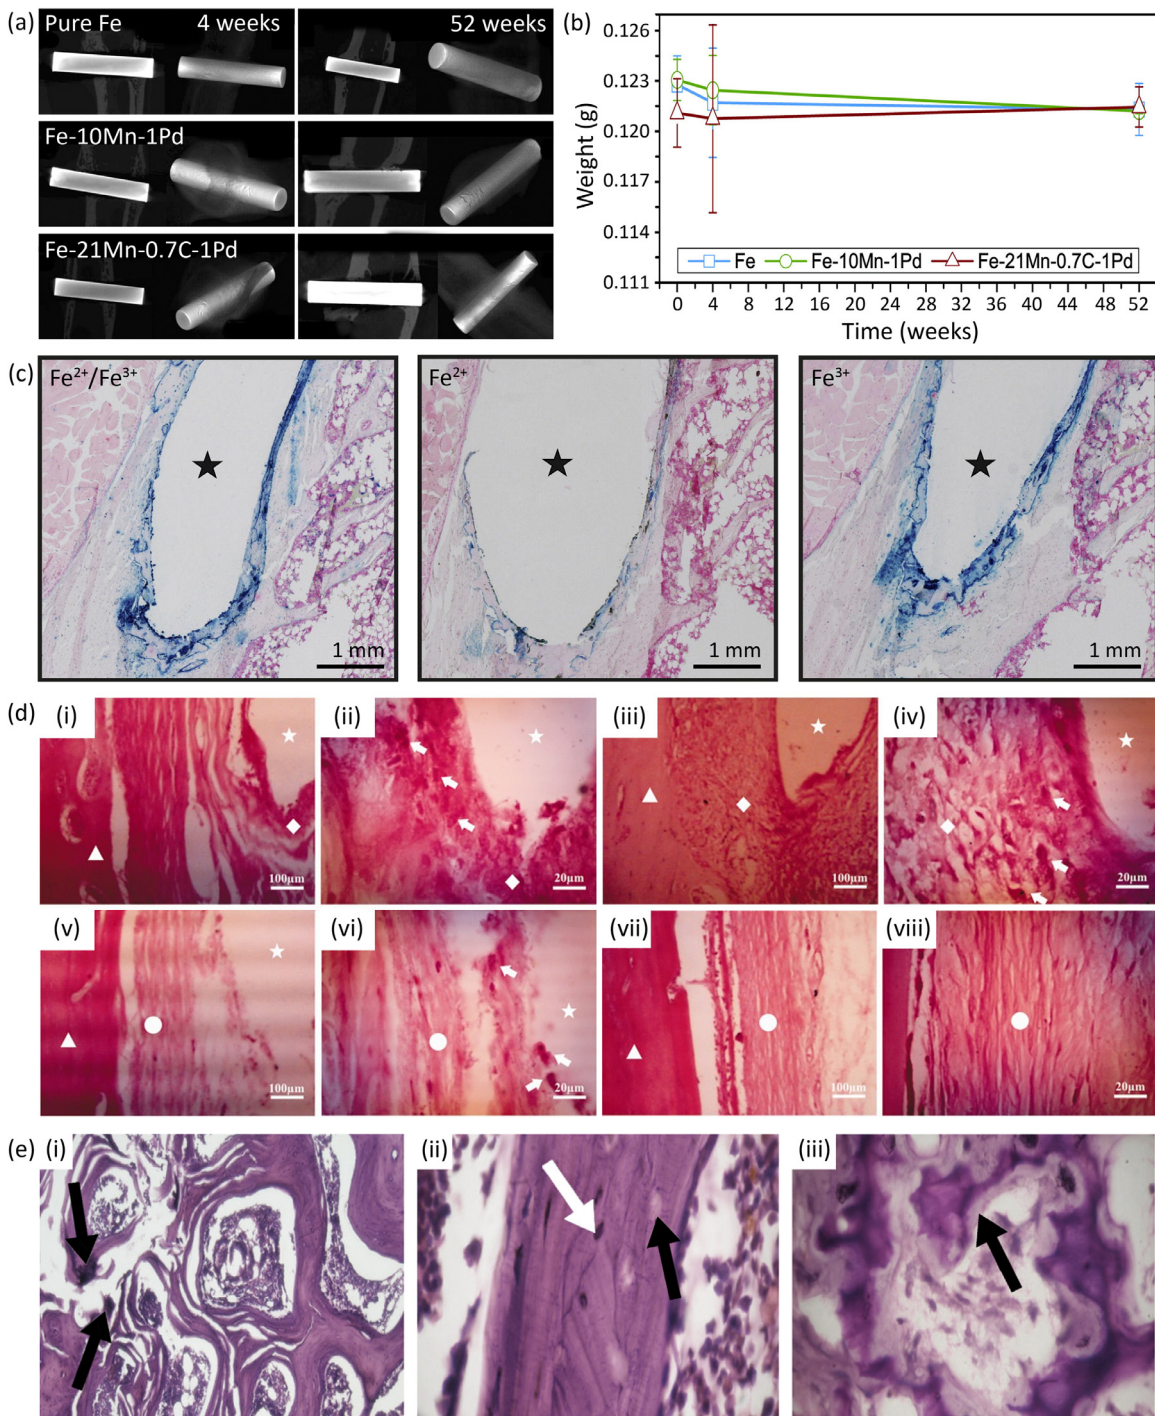 (a)
Pure Fe 4 weeks 52 weeks
Fe-10Mn-1Pd
Fe-21Mn-0.7C-1Pd
(b)
Weight (g)
0.126
0.123
0.120
0.117
0.114
0.111
Fe Fe-10Mn-1Pd Fe-21Mn-0.7C-1Pd
0 4 8 12 16 20 24 28 32 36 40 44 48 52
Time (weeks)
(c)
Fe²⁺/Fe³⁺ Fe²⁺ Fe³⁺
1 mm 1 mm 1 mm
(d)
(i) (ii) (iii) (iv)
100µm 20µm 100µm 20µm
(v) (vi) (vii) (viii)
100µm 20µm 100µm 20µm
(e)
(i) (ii) (iii)